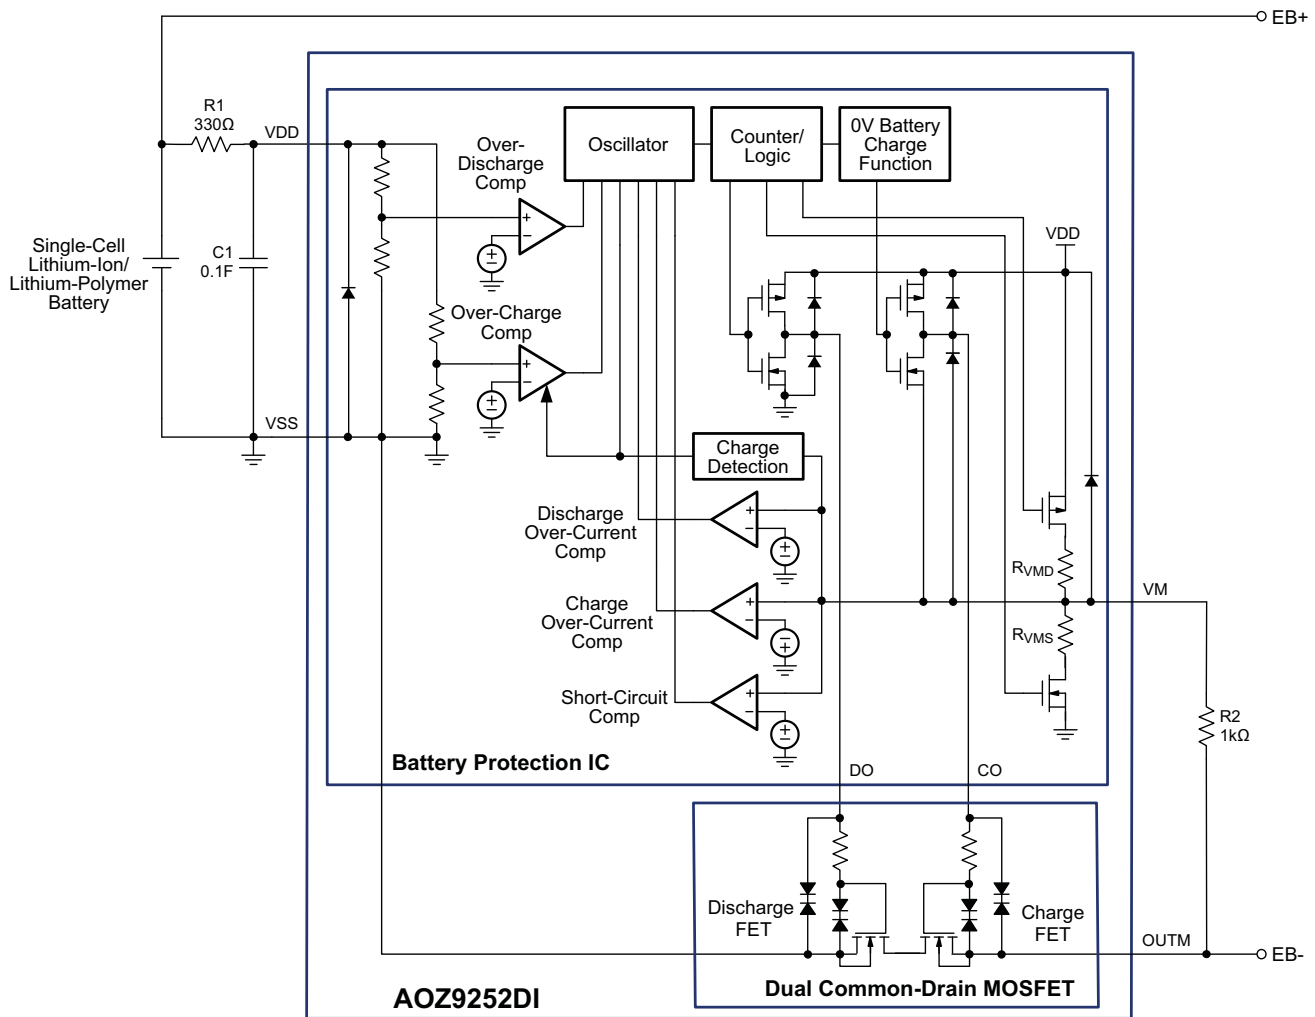 EB+
R1
330Ω
VDD
Over-
Discharge
Comp
Oscillator
Counter/
Logic
0V Battery
Charge
Function
VDD
Single-Cell
Lithium-Ion/
Lithium-Polymer
Battery
C1
0.1F
Over-Charge
Comp
VSS
Charge
Detection
Discharge
Over-Current
Comp
RVMD
VM
Charge
Over-Current
Comp
RVMS
Short-Circuit
Comp
R2
1kΩ
Battery Protection IC
DO
CO
Discharge
FET
Charge
FET
OUTM
EB-
Dual Common-Drain MOSFET
AOZ9252DI